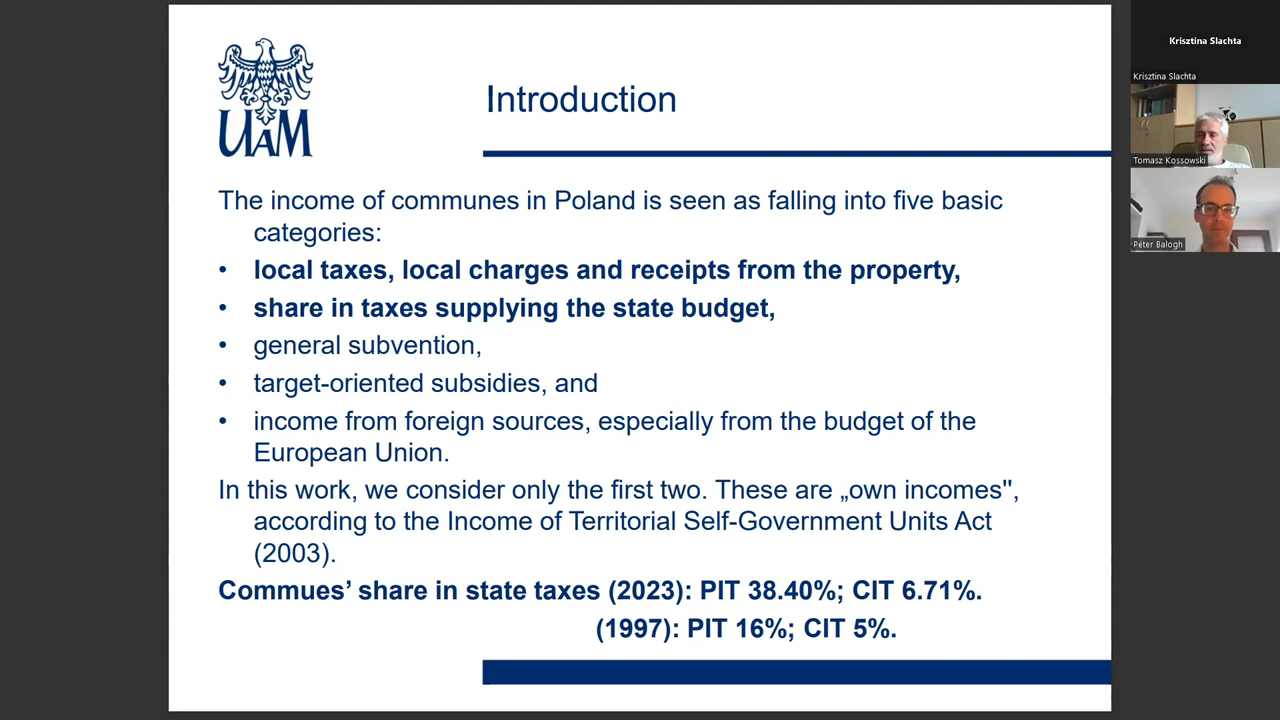 UAM
Introduction
The income of communes in Poland is seen as falling into five basic
categories:
• local taxes, local charges and receipts from the property,
• share in taxes supplying the state budget,
• general subvention,
• target-oriented subsidies, and
• income from foreign sources, especially from the budget of the
European Union.
In this work, we consider only the first two. These are „own incomes",
according to the Income of Territorial Self-Government Units Act
(2003).
Commues’ share in state taxes (2023): PIT 38.40%; CIT 6.71%.
(1997): PIT 16%; CIT 5%.
Krisztina Slachta
Krisztina Slachta
Tomasz Kossowski
Péter Balogh